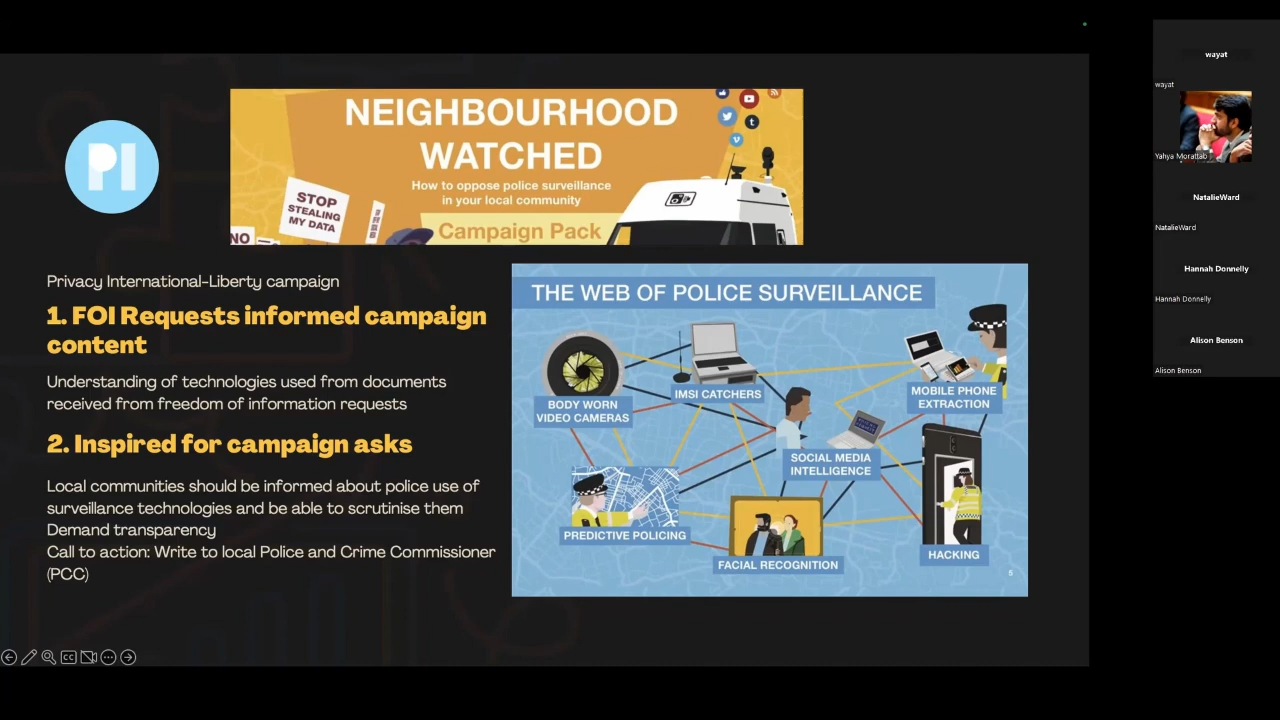 PI
NEIGHBOURHOOD
WATCHED
How to oppose police surveillance
in your local community
Campaign Pack
STOP
STEALING
MY DATA
NO
Privacy International-Liberty campaign
1. FOI Requests informed campaign
content
Understanding of technologies used from documents
received from freedom of information requests
2. Inspired for campaign asks
Local communities should be informed about police use of
surveillance technologies and be able to scrutinise them
Demand transparency
Call to action: Write to local Police and Crime Commissioner
(PCC)
THE WEB OF POLICE SURVEILLANCE
BODY WORN
VIDEO CAMERAS
IMSI CATCHERS
MOBILE PHONE
EXTRACTION
SOCIAL MEDIA
INTELLIGENCE
PREDICTIVE POLICING
FACIAL RECOGNITION
HACKING
5
CC
wayat
wayat
Yahya Morattab
NatalieWard
NatalieWard
Hannah Donnelly
Hannah Donnelly
Alison Benson
Alison Benson